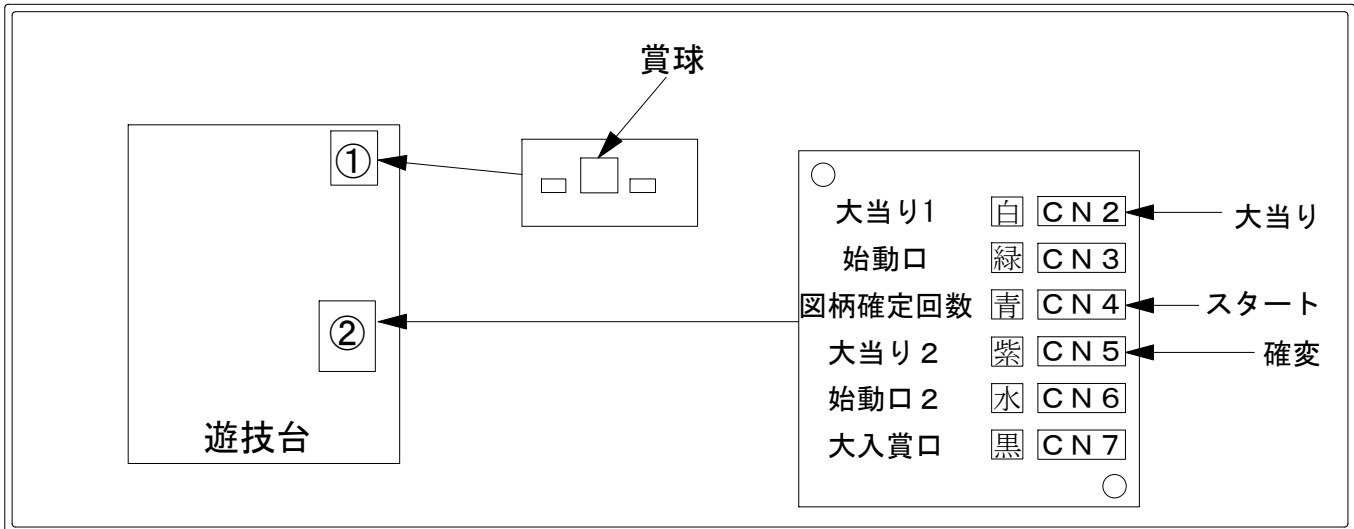 賞球
①
②
遊技台
大当り1 白 CN2 大当り
始動口 緑 CN3
図柄確定回数 青 CN4 スタート
大当り2 紫 CN5 確変
始動口2 水 CN6
大入賞口 黒 CN7